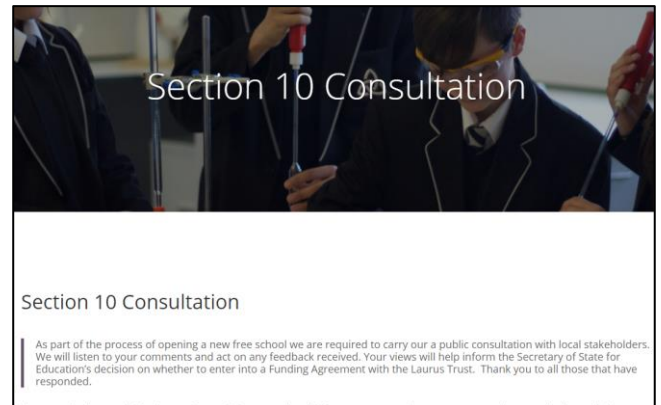 Section 10 Consultation
Section 10 Consultation
As part of the process of opening a new free school we are required to carry our a public consultation with local stakeholders.
We will listen to your comments and act on any feedback received. Your views will help inform the Secretary of State for
Education's decision on whether to enter into a Funding Agreement with the Laurus Trust. Thank you to all those that have
responded.